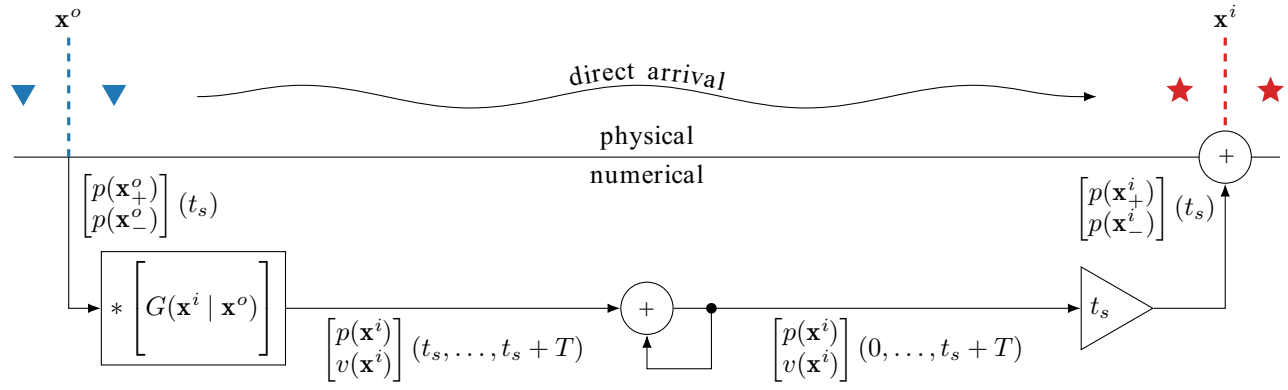 x^o x^i
direct arrival
physical
+
numerical
[p(x^o_+) p(x^o_-)] (t_s)
[p(x^i_+) p(x^i_-)] (t_s)
* [G(x^i | x^o)]
+
t_s
[p(x^i) v(x^i)] (t_s, …, t_s + T)
[p(x^i) v(x^i)] (0, …, t_s + T)